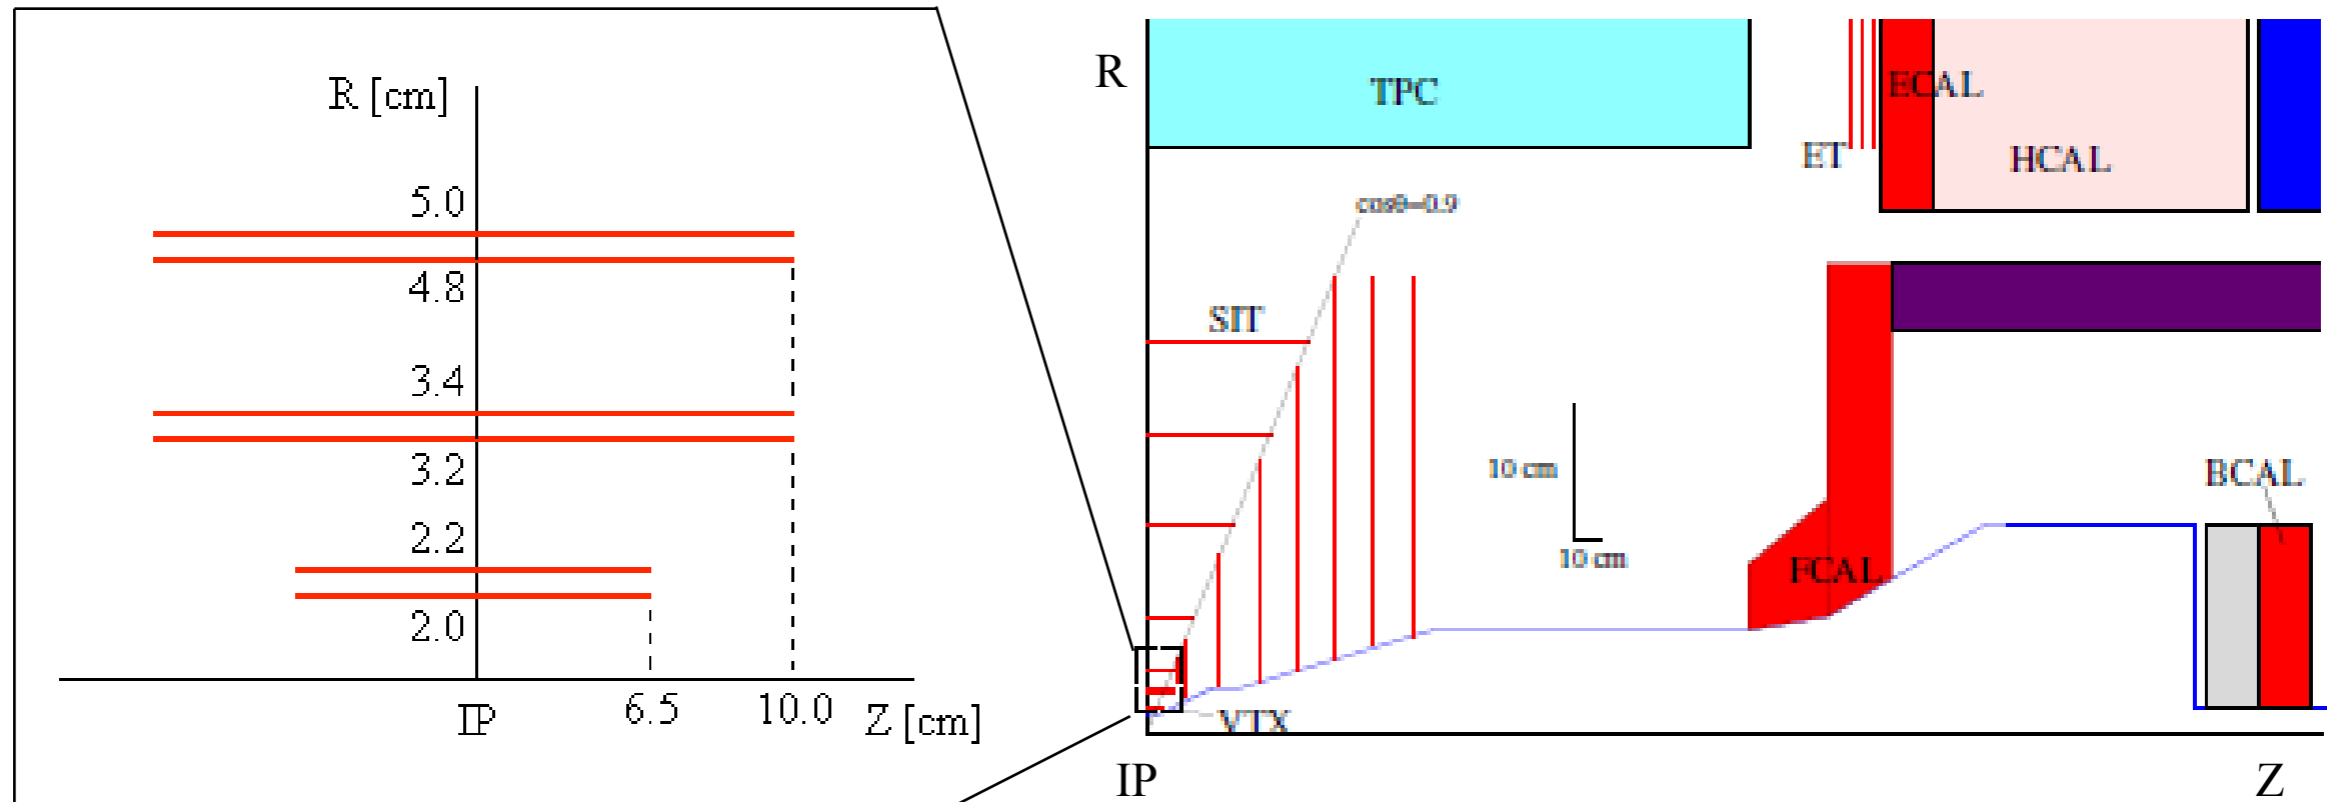 R [cm]
5.0
4.8
3.4
3.2
2.2
2.0
IP
6.5
10.0
Z [cm]
R
TPC
ET
ECAL
HCAL
cosθ=0.9
SIT
10 cm
10 cm
FCAL
BCAL
VTX
IP
Z